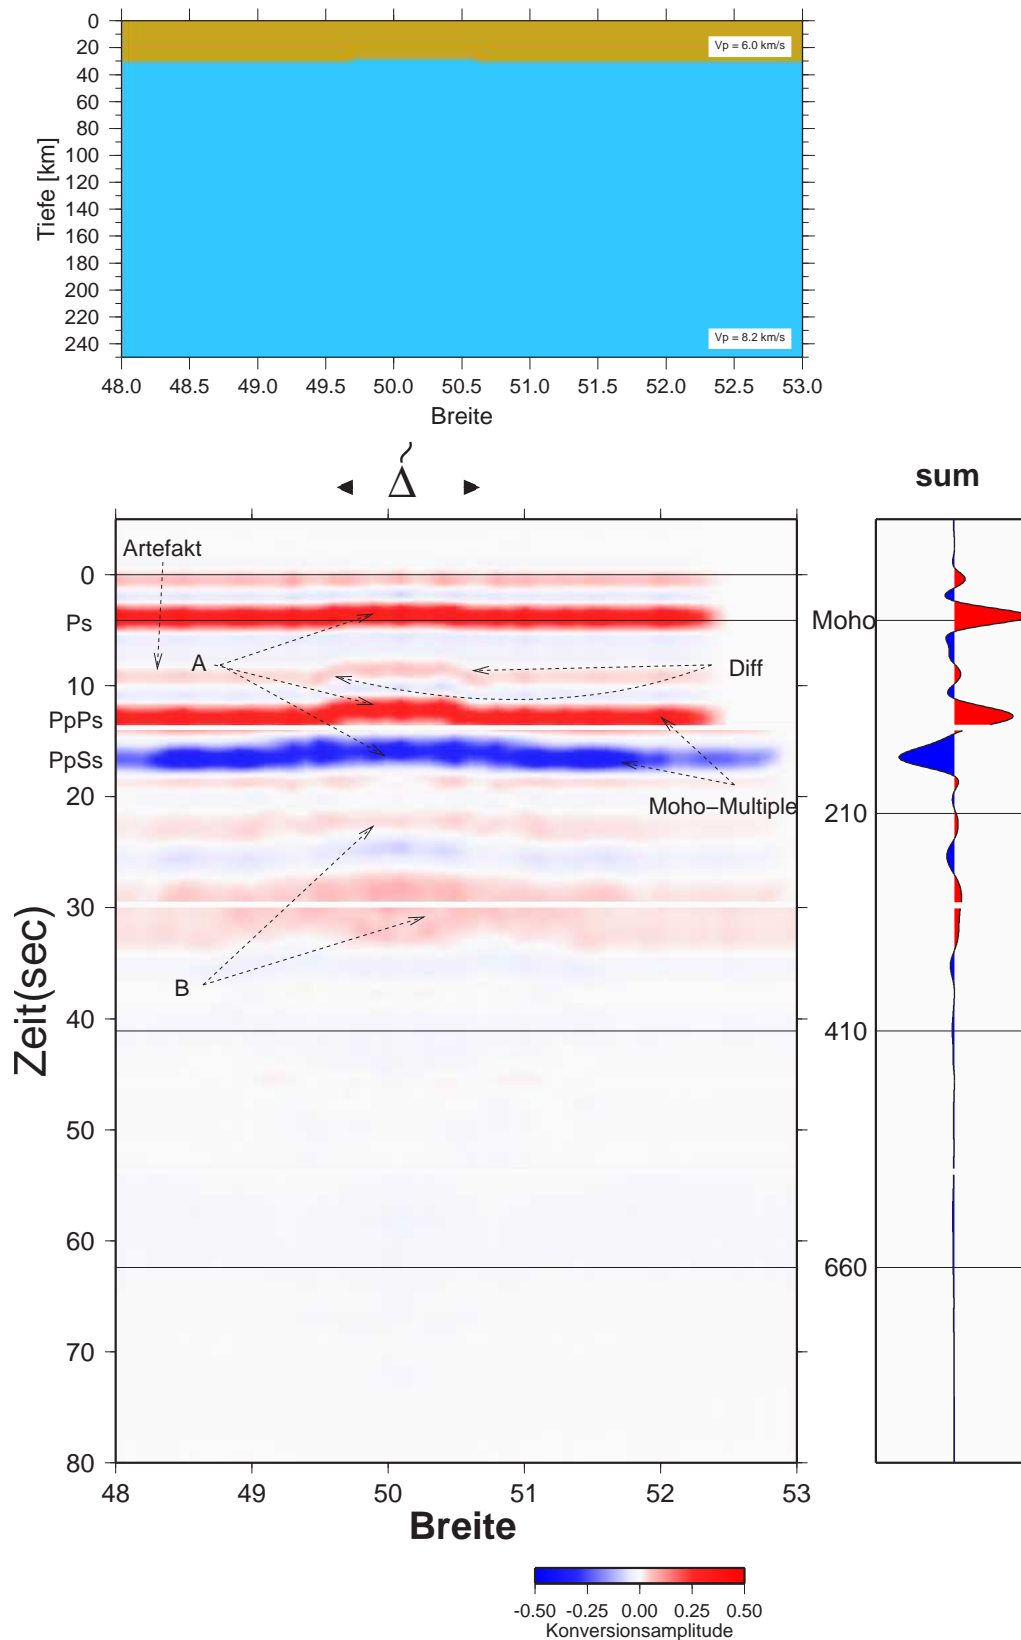 0
20
40
60
80
100
120
140
160
180
200
220
240
Tiefe [km]
Vp = 6.0 km/s
Vp = 8.2 km/s
48.0 48.5 49.0 49.5 50.0 50.5 51.0 51.5 52.0 52.5 53.0
Breite
Δ
sum
Artefakt
0
Ps
Moho
A
Diff
10
PpPs
PpSs
20
Moho−Multiple
210
30
B
40
410
50
60
660
70
80
Zeit(sec)
48 49 50 51 52 53
Breite
-0.50 -0.25 0.00 0.25 0.50
Konversionsamplitude